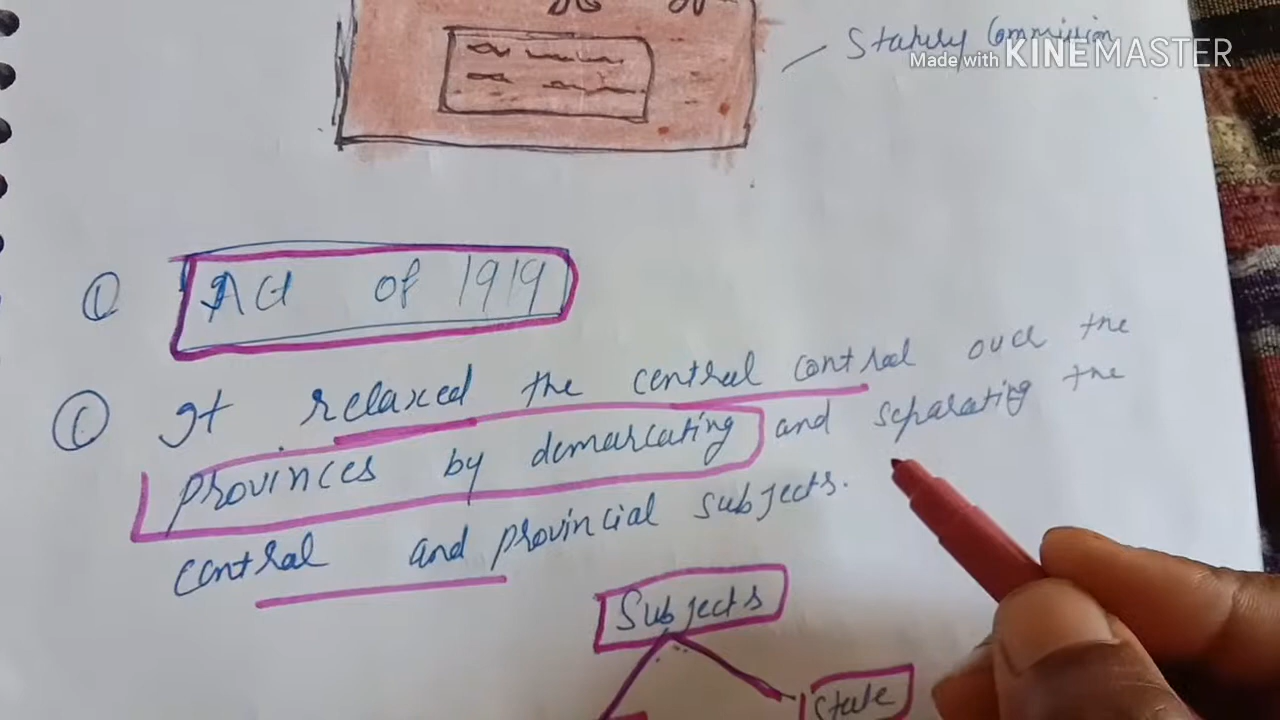 Statury Commission
Made with KINEMASTER
① Act of 1919
① It relaxed the central control over the
provinces by demarcating and separating the
central and provincial subjects.
Subjects
State